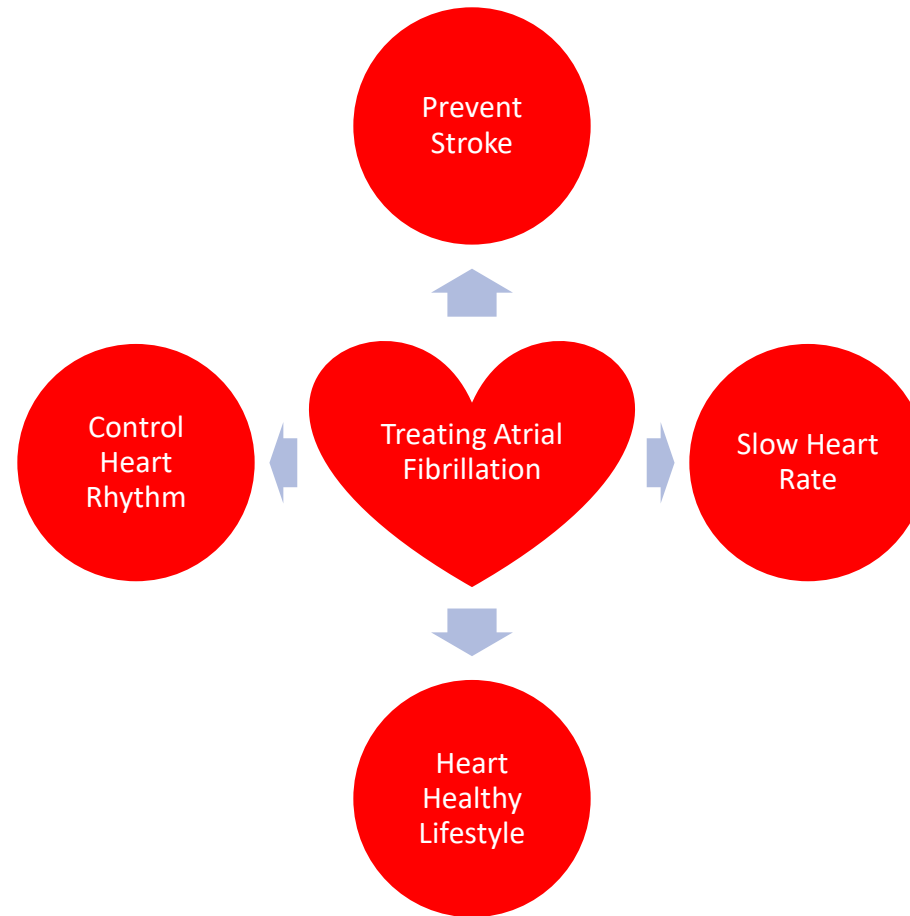 Prevent
Stroke
Control
Heart
Rhythm
Treating Atrial
Fibrillation
Slow Heart
Rate
Heart
Healthy
Lifestyle